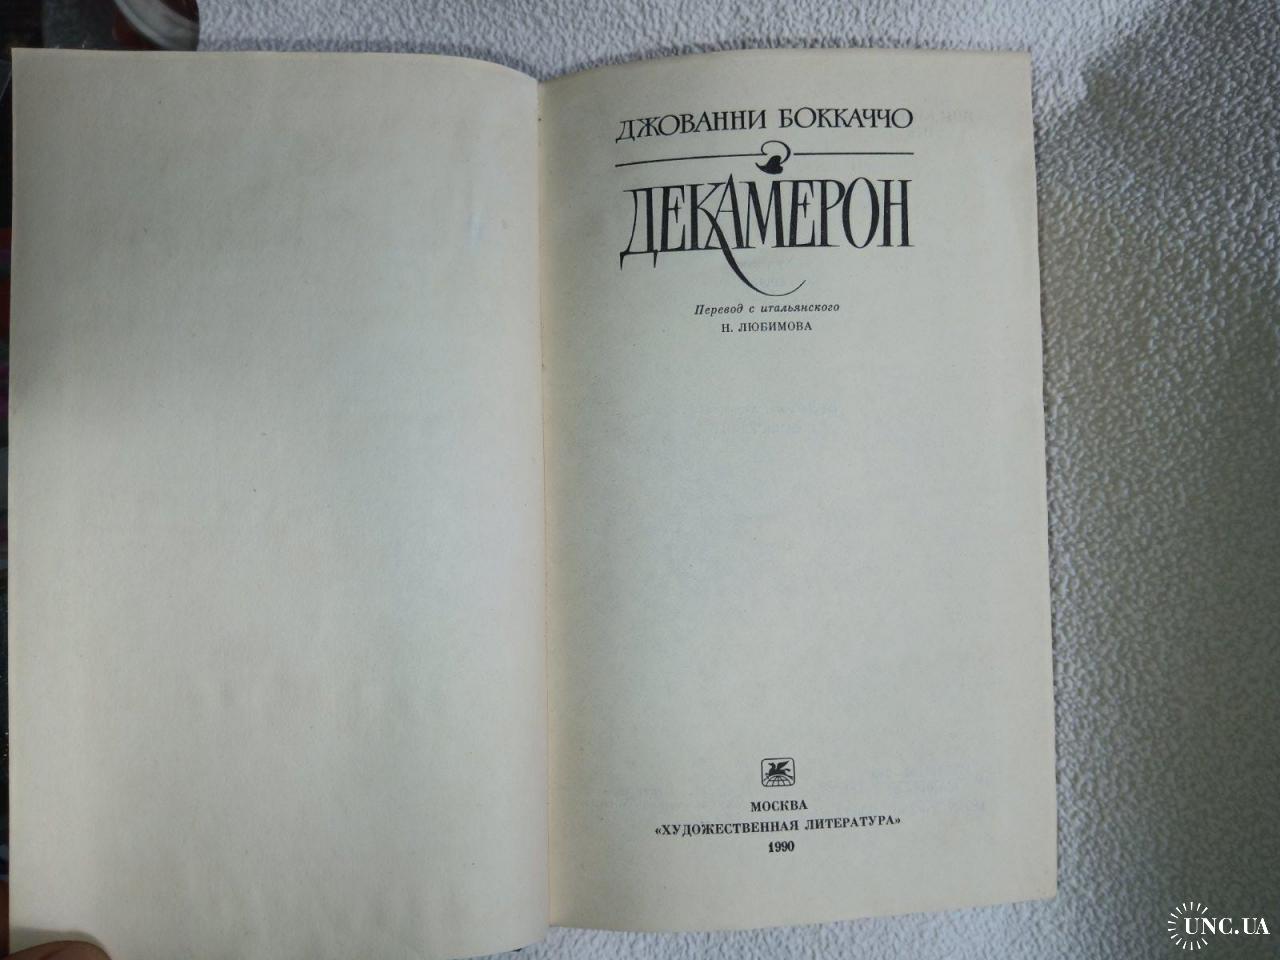 ДЖОВАННИ БОККАЧЧО
ДЕКАМЕРОН
Перевод с итальянского
Н. ЛЮБИМОВА
МОСКВА
«ХУДОЖЕСТВЕННАЯ ЛИТЕРАТУРА»
1990
UNC.UA